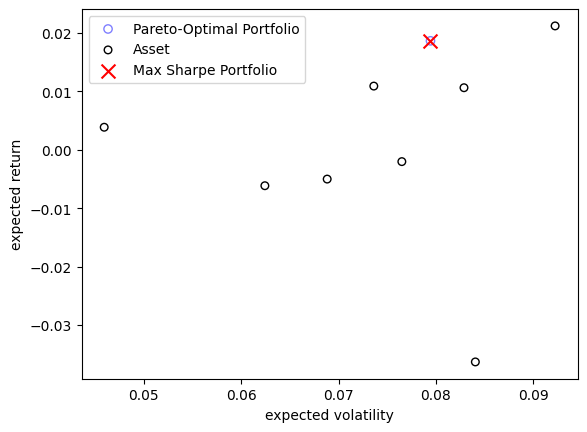 Pareto-Optimal Portfolio
Asset
Max Sharpe Portfolio
0.02
0.01
0.00
−0.01
−0.02
−0.03
expected return
0.05 0.06 0.07 0.08 0.09
expected volatility